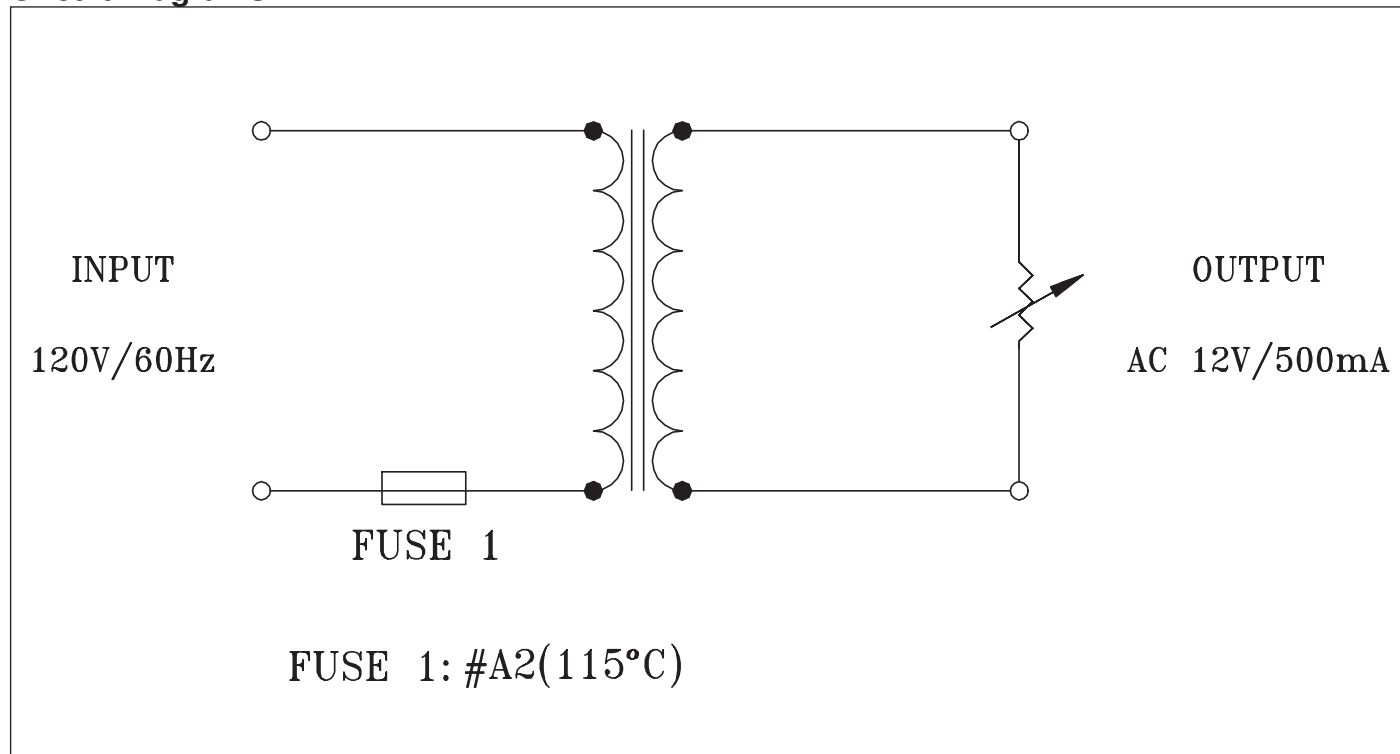 INPUT
120V/60Hz
OUTPUT
AC 12V/500mA
FUSE 1
FUSE 1: #A2(115°C)